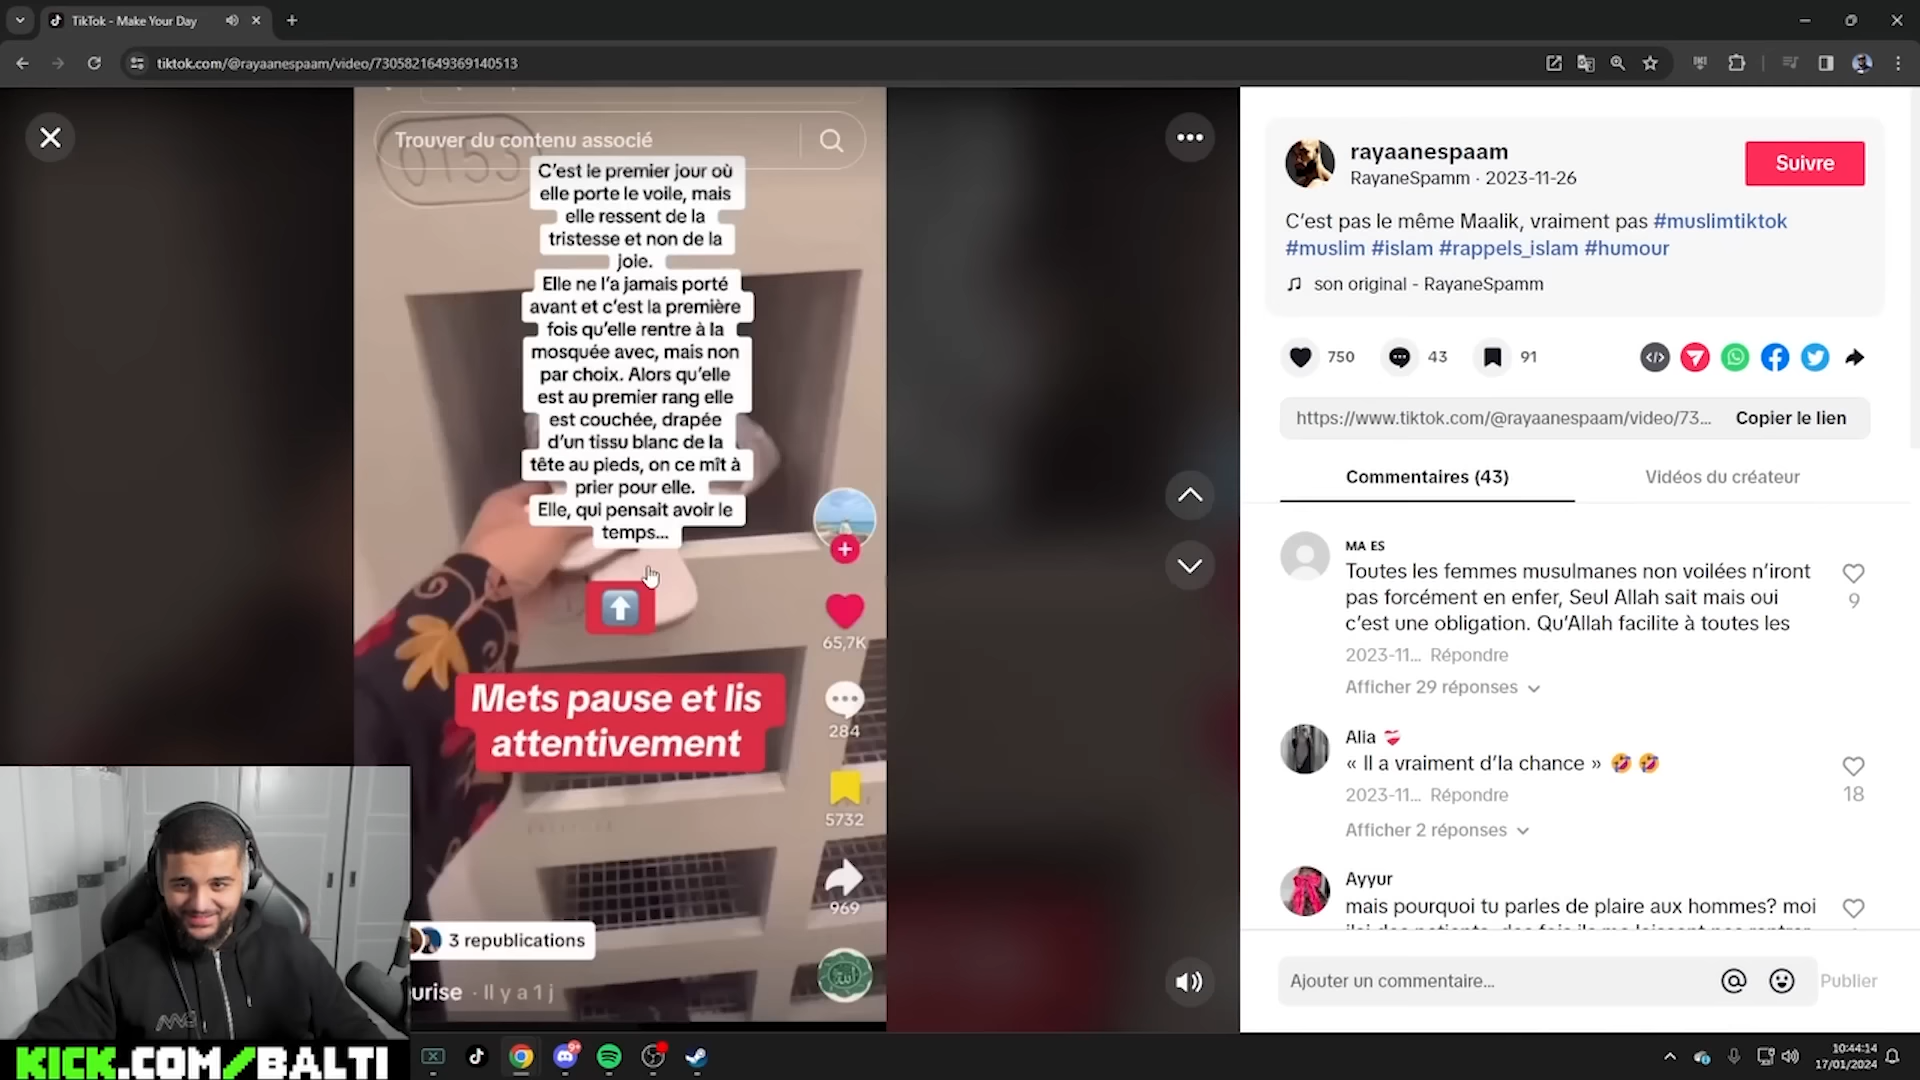 TikTok - Make Your Day
tiktok.com/@rayaanespaam/video/7305821649369140513
Trouver du contenu associé
0153
C'est le premier jour où
elle porte le voile, mais
elle ressent de la
tristesse et non de la
joie.
Elle ne l'a jamais porté
avant et c'est la première
fois qu'elle rentre à la
mosquée avec, mais non
par choix. Alors qu'elle
est au premier rang elle
est couchée, drapée
d'un tissu blanc de la
tête au pieds, on ce mît à
prier pour elle.
Elle, qui pensait avoir le
temps...
Mets pause et lis
attentivement
65,7K
284
5732
969
3 republications
urise · Il y a 1 j
rayaanespaam
RayaneSpamm · 2023-11-26
Suivre
C'est pas le même Maalik, vraiment pas #muslimtiktok
#muslim #islam #rappels_islam #humour
son original - RayaneSpamm
750
43
91
https://www.tiktok.com/@rayaanespaam/video/73...
Copier le lien
Commentaires (43)
Vidéos du créateur
MA ES
Toutes les femmes musulmanes non voilées n'iront
pas forcément en enfer, Seul Allah sait mais oui
c'est une obligation. Qu'Allah facilite à toutes les
9
2023-11... Répondre
Afficher 29 réponses
Alia
« Il a vraiment d'la chance » 🤣 🤣
2023-11... Répondre
18
Afficher 2 réponses
Ayyur
mais pourquoi tu parles de plaire aux hommes? moi
Ajouter un commentaire...
Publier
KICK.COM/BALTI
10:44:14
17/01/2024